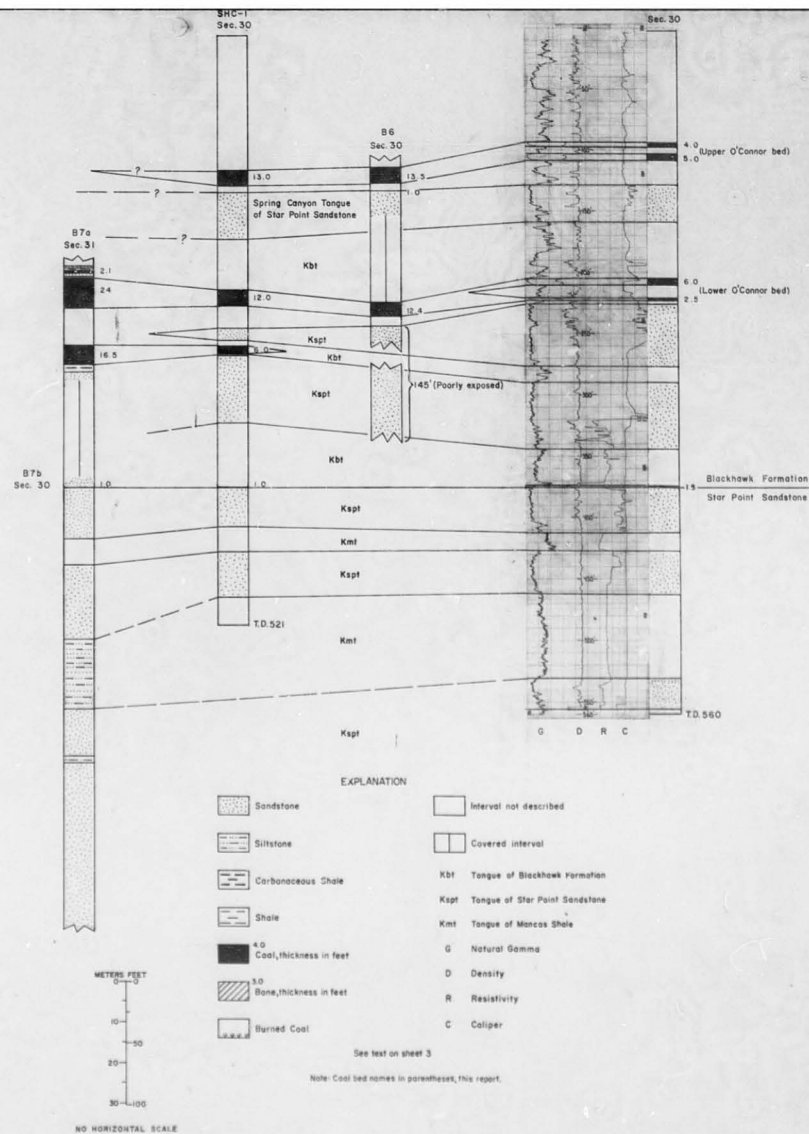 SHC-1
Sec. 30
Sec. 30
B6
Sec. 30
4.0
(Upper O'Connor bed)
5.0
?
13.0
13.5
?
1.0
Spring Canyon Tongue
of Star Point Sandstone
B7a
Sec. 31
?
Kbt
2.1
24
12.0
12.4
6.0
(Lower O'Connor bed)
2.5
Kspt
16.5
6.0
Kbt
Kspt
145' (Poorly exposed)
Kbt
B7b
Sec. 30
1.0
1.0
1.5
Blackhawk Formation
Star Point Sandstone
Kspt
Kmt
Kspt
T.D. 521
Kmt
Kspt
T.D. 560
G D R C
EXPLANATION
Sandstone
Interval not described
Siltstone
Covered interval
Carbonaceous Shale
Kbt Tongue of Blackhawk Formation
Kspt Tongue of Star Point Sandstone
Shale
Kmt Tongue of Mancos Shale
4.0
Coal, thickness in feet
G Natural Gamma
D Density
3.0
Bone, thickness in feet
R Resistivity
Burned Coal
C Caliper
METERS FEET
0 0
10
50
20
30 100
NO HORIZONTAL SCALE
See text on sheet 3
Note: Coal bed names in parentheses, this report.